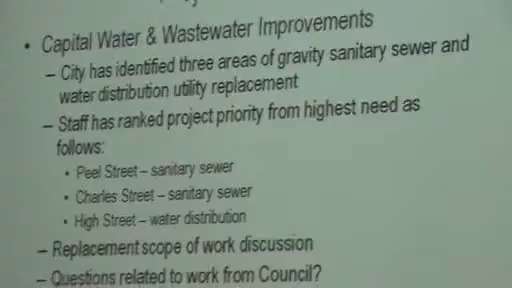 • Capital Water & Wastewater Improvements
– City has identified three areas of gravity sanitary sewer and
water distribution utility replacement
– Staff has ranked project priority from highest need as
follows:
• Peel Street – sanitary sewer
• Charles Street – sanitary sewer
• High Street – water distribution
– Replacement scope of work discussion
– Questions related to work from Council?